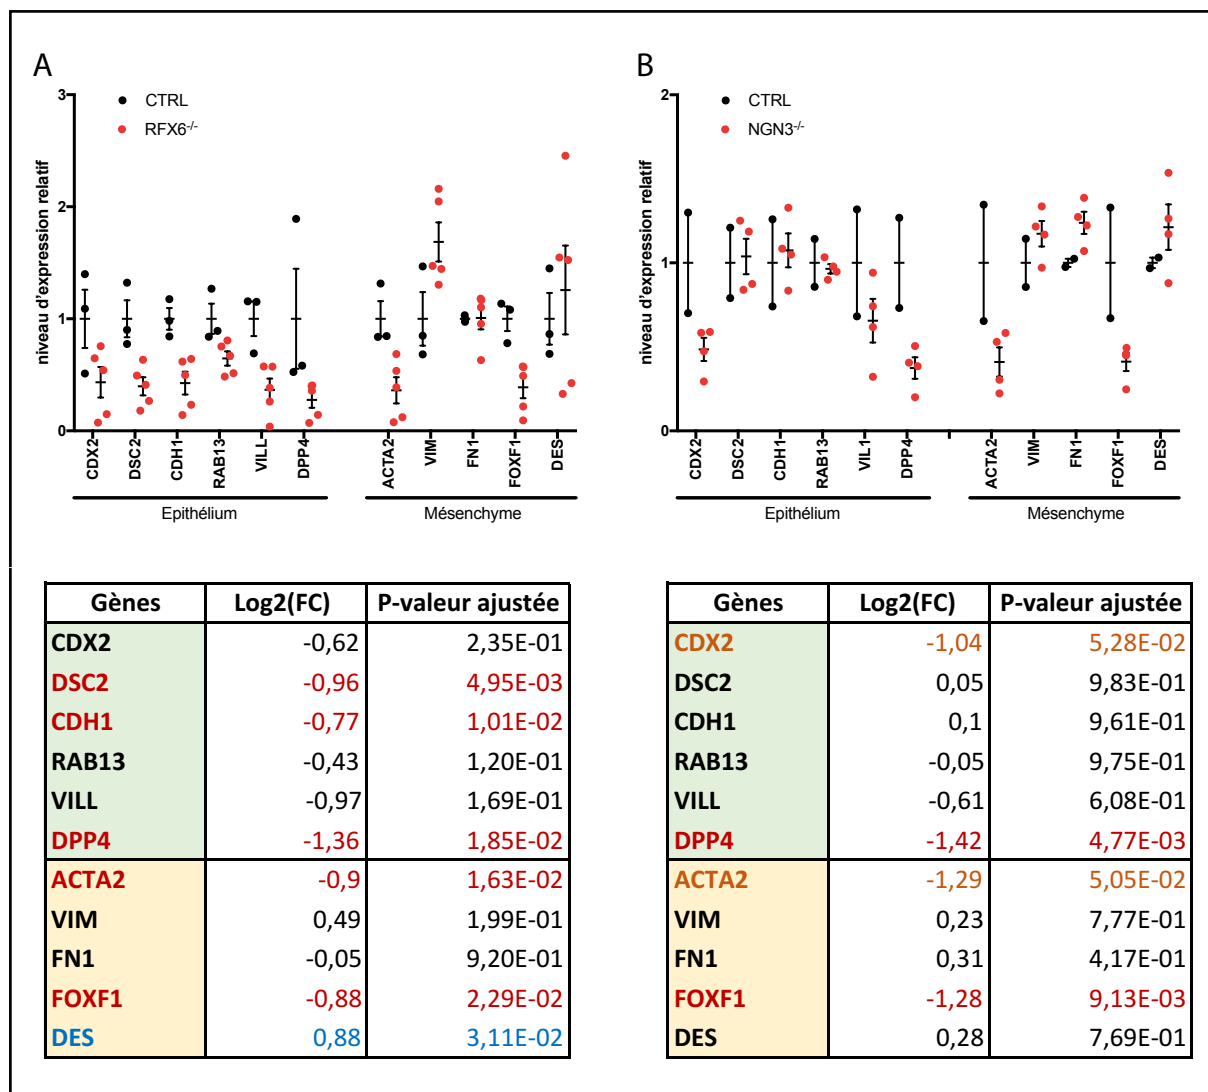 A
niveau d'expression relatif
3
2
1
0
CTRL
RFX6-/-
CDX2
DSC2
CDH1
RAB13
VILL
DPP4
ACTA2
VIM
FN1
FOXF1
DES
Epithélium
Mésenchyme
B
niveau d'expression relatif
2
1
0
CTRL
NGN3-/-
CDX2
DSC2
CDH1
RAB13
VIL1
DPP4
ACTA2
VIM
FN1
FOXF1
DES
Epithélium
Mésenchyme
Gènes Log2(FC) P-valeur ajustée
CDX2 -0,62 2,35E-01
DSC2 -0,96 4,95E-03
CDH1 -0,77 1,01E-02
RAB13 -0,43 1,20E-01
VILL -0,97 1,69E-01
DPP4 -1,36 1,85E-02
ACTA2 -0,9 1,63E-02
VIM 0,49 1,99E-01
FN1 -0,05 9,20E-01
FOXF1 -0,88 2,29E-02
DES 0,88 3,11E-02
Gènes Log2(FC) P-valeur ajustée
CDX2 -1,04 5,28E-02
DSC2 0,05 9,83E-01
CDH1 0,1 9,61E-01
RAB13 -0,05 9,75E-01
VILL -0,61 6,08E-01
DPP4 -1,42 4,77E-03
ACTA2 -1,29 5,05E-02
VIM 0,23 7,77E-01
FN1 0,31 4,17E-01
FOXF1 -1,28 9,13E-03
DES 0,28 7,69E-01